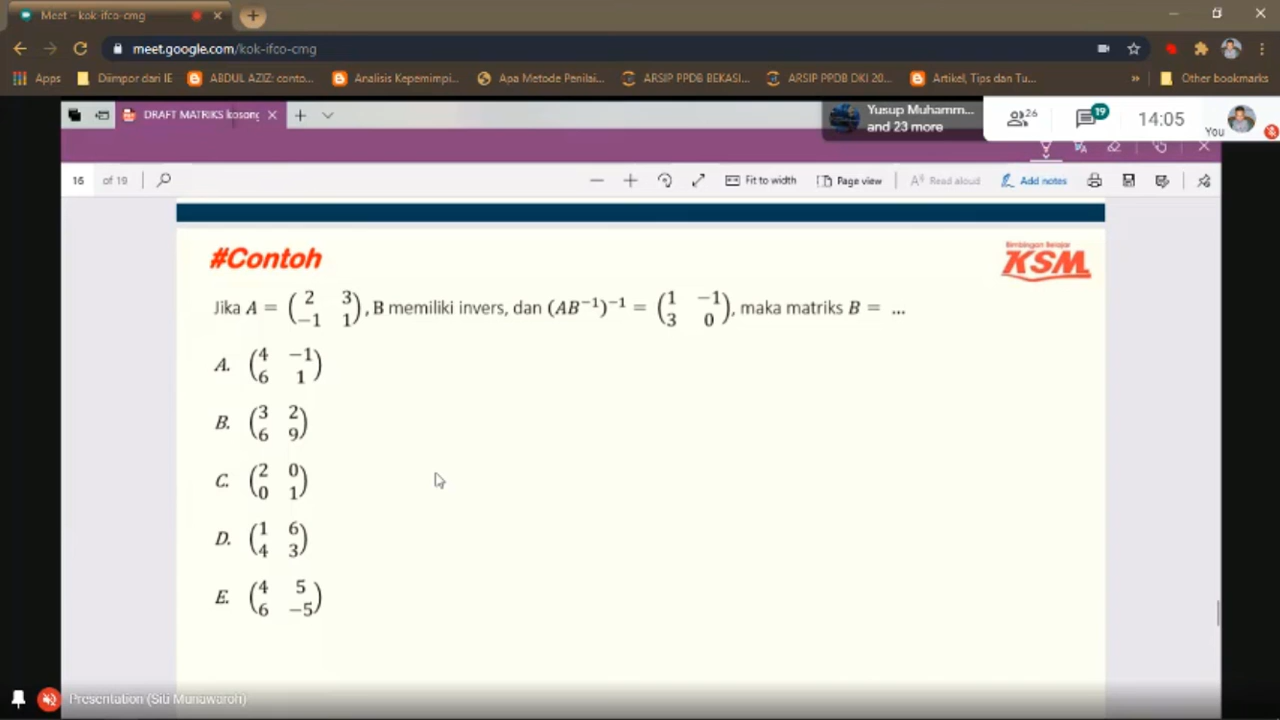 Meet – kok-ifco-cmg
meet.google.com/kok-ifco-cmg
Apps Diimpor dari IE ABDUL AZIZ: conto... Analisis Kepemimpi... Apa Metode Penilai... ARSIP PPDB BEKASI... ARSIP PPDB DKI 20... Artikel, Tips dan Tu... » Other bookmarks
DRAFT MATRIKS kosong
Yusup Muhamm...
and 23 more
26 19 14:05 You
16 of 19 Fit to width Page view Read aloud Add notes
#Contoh
Bimbingan Belajar
KSM
Jika A = (2 3; −1 1), B memiliki invers, dan (AB⁻¹)⁻¹ = (1 −1; 3 0), maka matriks B = ...
A. (4 −1; 6 1)
B. (3 2; 6 9)
C. (2 0; 0 1)
D. (1 6; 4 3)
E. (4 5; 6 −5)
Presentation (Siti Munawaroh)